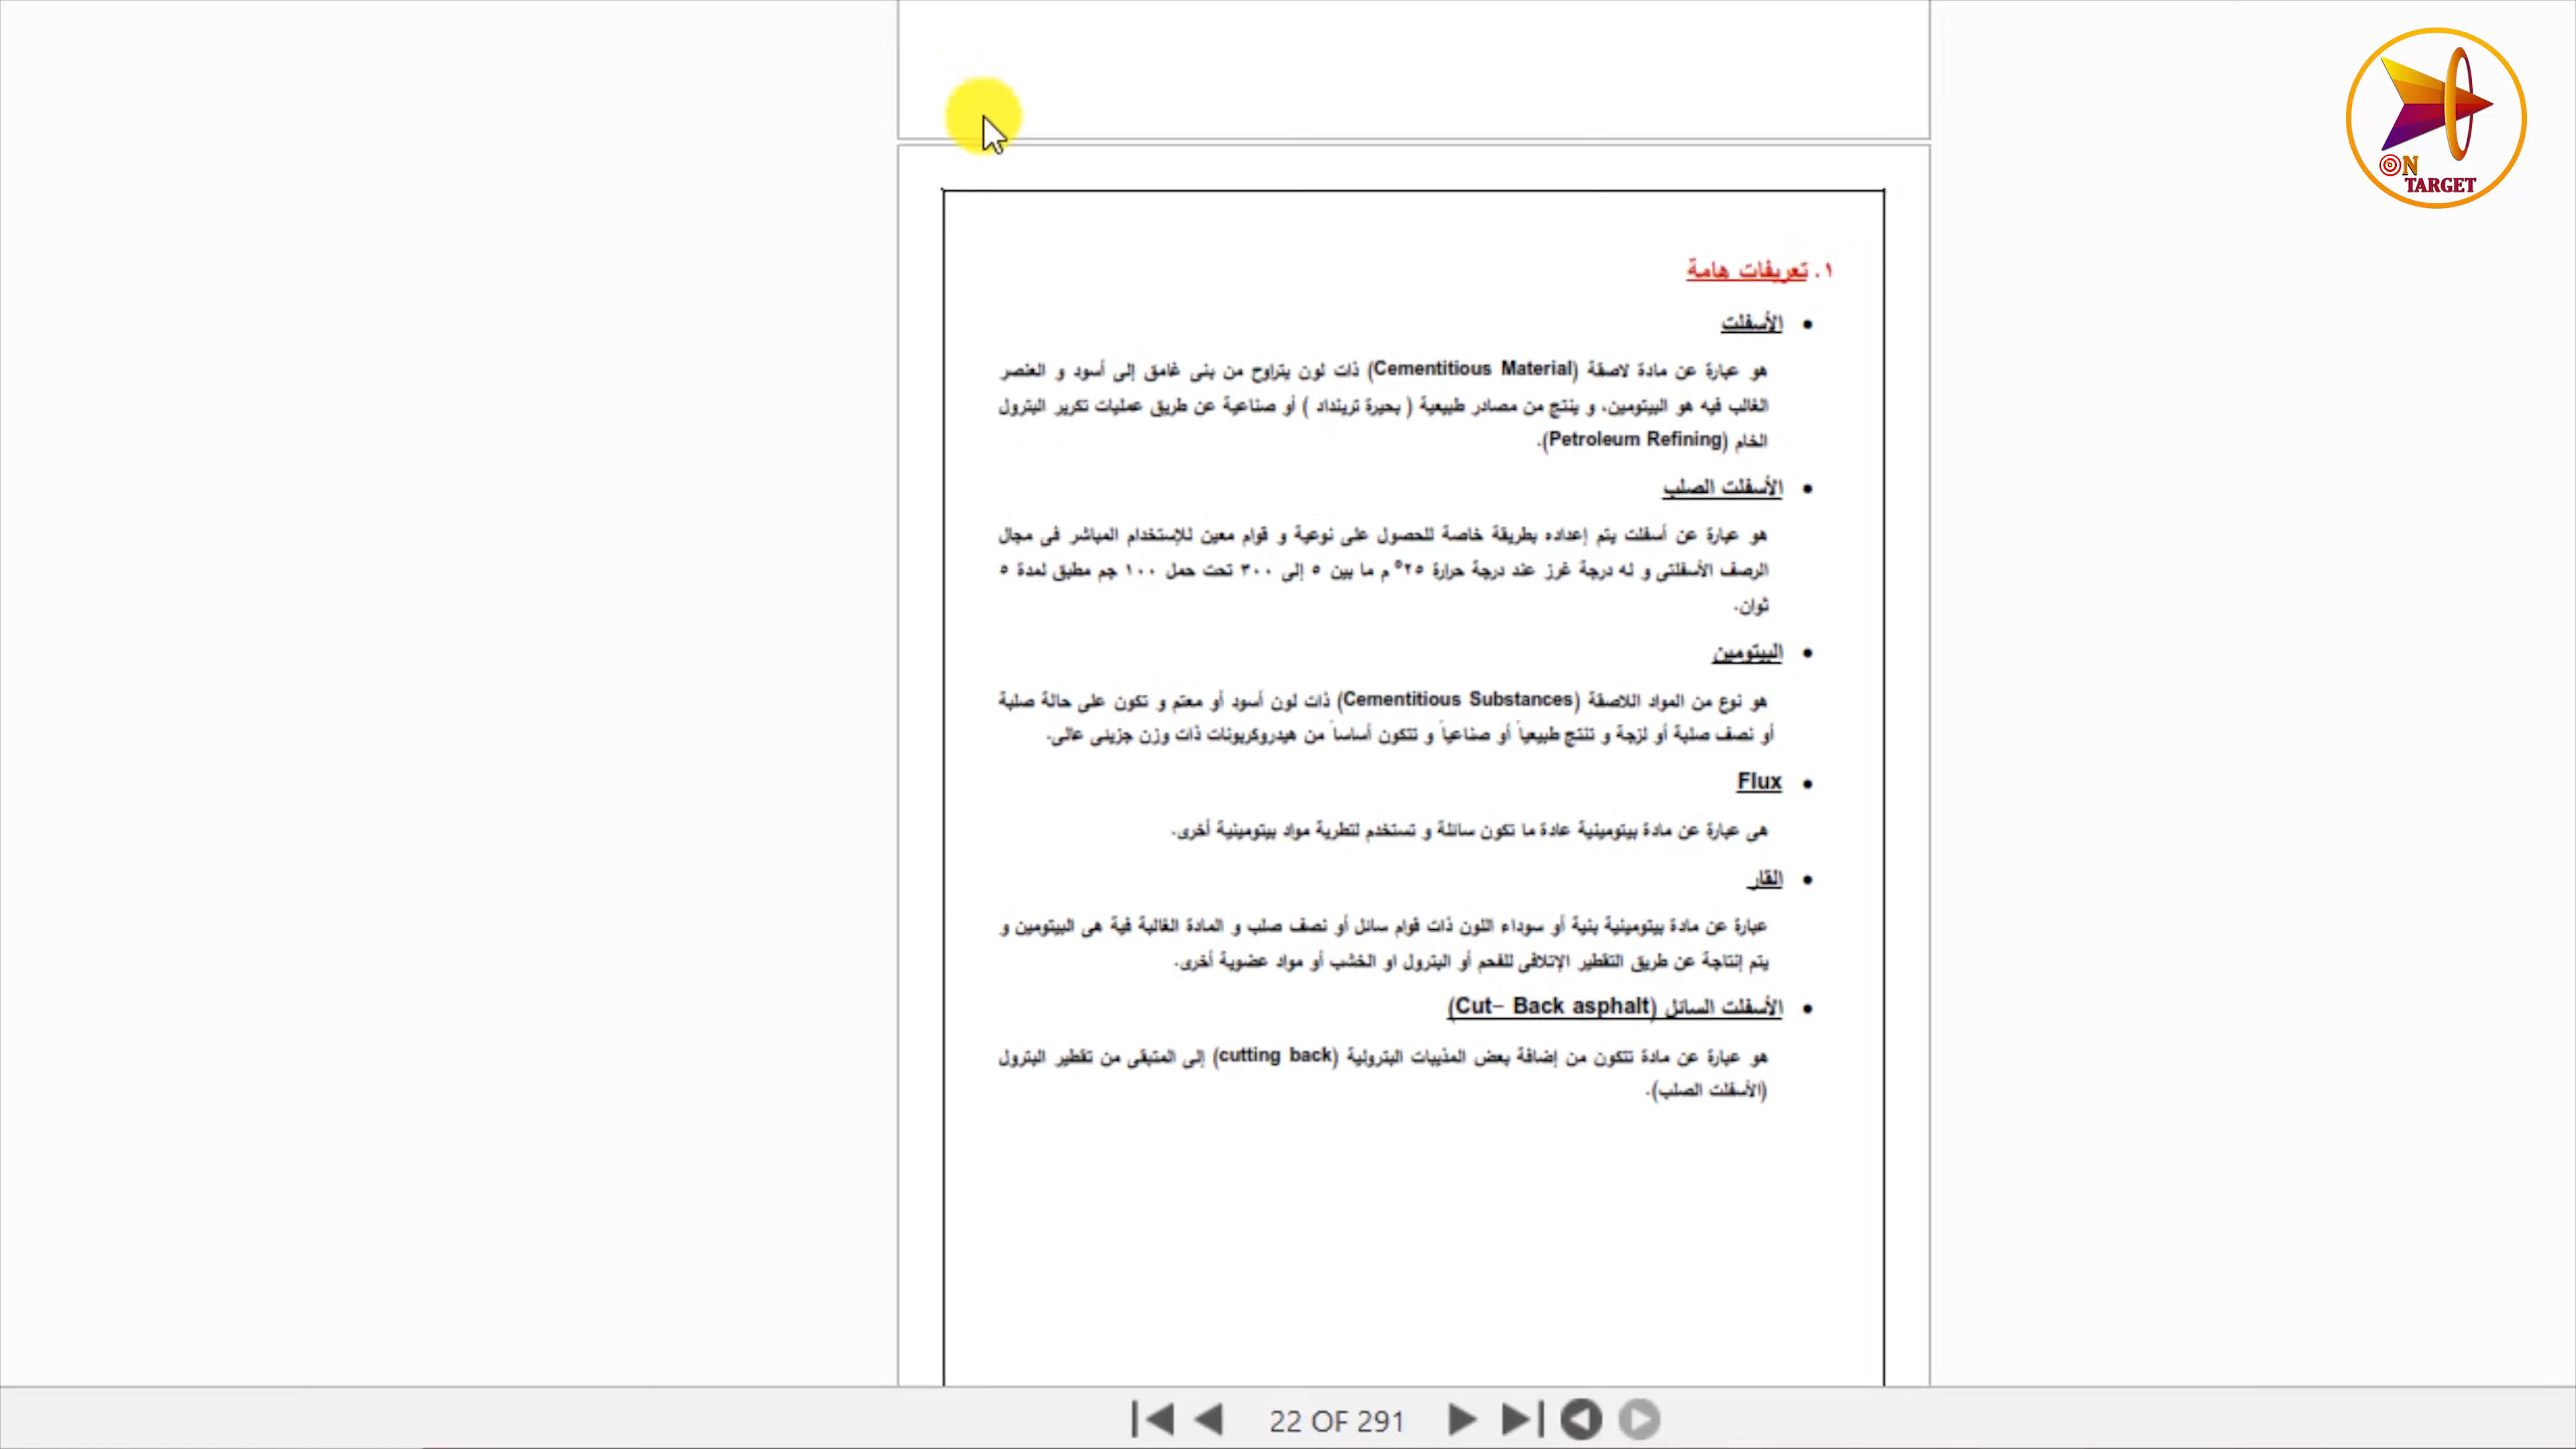 ON
TARGET
١. تعريفات هامة
• الأسفلت
هو عبارة عن مادة لاصقة (Cementitious Material) ذات لون يتراوح من بنى غامق إلى أسود و العنصر
الغالب فيه هو البيتومين، و ينتج من مصادر طبيعية ( بحيرة ترينداد ) أو صناعية عن طريق عمليات تكرير البترول
الخام (Petroleum Refining).
• الأسفلت الصلب
هو عبارة عن أسفلت يتم إعداده بطريقة خاصة للحصول على نوعية و قوام معين للإستخدام المباشر فى مجال
الرصف الأسفلتى و له درجة غرز عند درجة حرارة ٢٥° م ما بين ٥ إلى ٣٠٠ تحت حمل ١٠٠ جم مطبق لمدة ٥
ثوان.
• البيتومين
هو نوع من المواد اللاصقة (Cementitious Substances) ذات لون أسود أو معتم و تكون على حالة صلبة
أو نصف صلبة أو لزجة و تنتج طبيعياً أو صناعياً و تتكون أساساً من هيدروكربونات ذات وزن جزيئى عالى.
• Flux
هى عبارة عن مادة بيتومينية عادة ما تكون سائلة و تستخدم لتطرية مواد بيتومينية أخرى.
• القار
عبارة عن مادة بيتومينية بنية أو سوداء اللون ذات قوام سائل أو نصف صلب و المادة الغالبة فية هى البيتومين و
يتم إنتاجة عن طريق التقطير الإتلافى للفحم أو البترول او الخشب أو مواد عضوية أخرى.
• الأسفلت السائل (Cut– Back asphalt)
هو عبارة عن مادة تتكون من إضافة بعض المذيبات البترولية (cutting back) إلى المتبقى من تقطير البترول
(الأسفلت الصلب).
22 OF 291